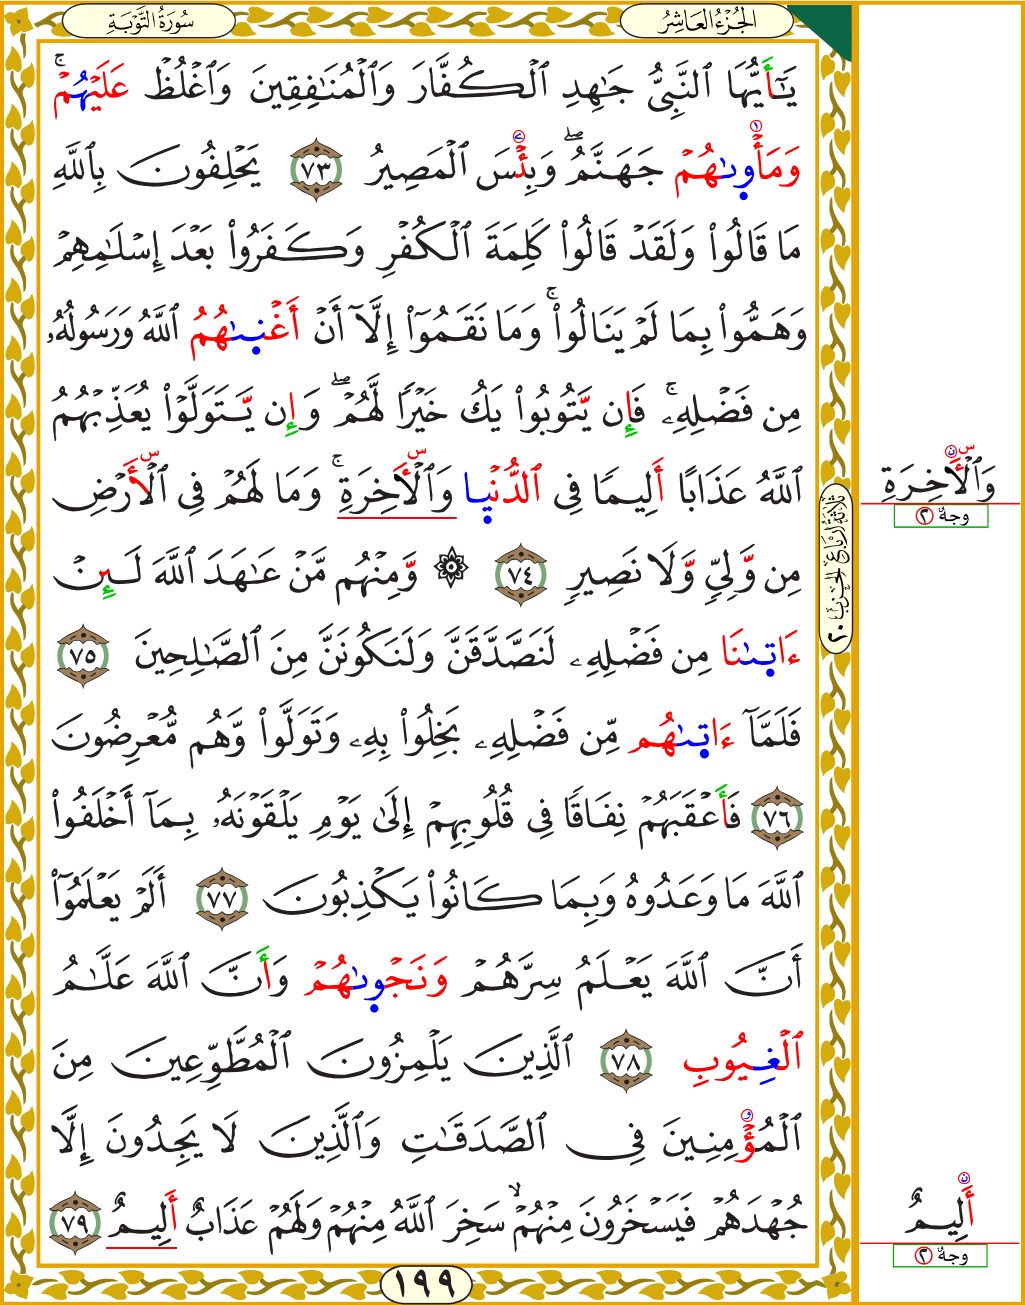 الجُزْءُ العَاشِرُ
سُورَةُ التَّوْبَةِ
يَـٰٓأَيُّهَا ٱلنَّبِىُّ جَـٰهِدِ ٱلْكُفَّارَ وَٱلْمُنَـٰفِقِينَ وَٱغْلُظْ عَلَيْهُمْ ۚ
وَمَأْوِىٰهُمْ جَهَنَّمُ ۖ وَبِئْسَ ٱلْمَصِيرُ ٧٣ يَحْلِفُونَ بِٱللَّهِ
مَا قَالُوا۟ وَلَقَدْ قَالُوا۟ كَلِمَةَ ٱلْكُفْرِ وَكَفَرُوا۟ بَعْدَ إِسْلَـٰمِهِمْ
وَهَمُّوا۟ بِمَا لَمْ يَنَالُوا۟ ۚ وَمَا نَقَمُوٓا۟ إِلَّآ أَنْ أَغْنِىٰهُمُ ٱللَّهُ وَرَسُولُهُۥ
مِن فَضْلِهِۦ ۚ فَإِن يَّتُوبُوا۟ يَكُ خَيْرًا لَّهُمْ ۖ وَإِن يَّتَوَلَّوْا۟ يُعَذِّبْهُمُ
ٱللَّهُ عَذَابًا أَلِيمًا فِى ٱلدُّنْيِا وَٱلْأَخِرَةِ ۚ وَمَا لَهُمْ فِى ٱلْأَرْضِ
مِن وَّلِىٍّ وَّلَا نَصِيرٍ ٧٤ ۞ وَّمِنْهُم مَّنْ عَـٰهَدَ ٱللَّهَ لَئِنْ
ءَاتِىٰنَا مِن فَضْلِهِۦ لَنَصَّدَّقَنَّ وَلَنَكُونَنَّ مِنَ ٱلصَّـٰلِحِينَ ٧٥
فَلَمَّآ ءَاتِىٰهُم مِّن فَضْلِهِۦ بَخِلُوا۟ بِهِۦ وَتَوَلَّوا۟ وَّهُم مُّعْرِضُونَ
٧٦ فَأَعْقَبَهُمْ نِفَاقًا فِى قُلُوبِهِمْ إِلَىٰ يَوْمِ يَلْقَوْنَهُۥ بِمَآ أَخْلَفُوا۟
ٱللَّهَ مَا وَعَدُوهُ وَبِمَا كَانُوا۟ يَكْذِبُونَ ٧٧ أَلَمْ يَعْلَمُوٓا۟
أَنَّ ٱللَّهَ يَعْلَمُ سِرَّهُمْ وَنَجْوِىٰهُمْ وَأَنَّ ٱللَّهَ عَلَّـٰمُ
ٱلْغِيُوبِ ٧٨ ٱلَّذِينَ يَلْمِزُونَ ٱلْمُطَّوِّعِينَ مِنَ
ٱلْمُؤْمِنِينَ فِى ٱلصَّدَقَـٰتِ وَٱلَّذِينَ لَا يَجِدُونَ إِلَّا
جُهْدَهُمْ فَيَسْخَرُونَ مِنْهُمْ ۙ سَخِرَ ٱللَّهُ مِنْهُمْ وَلَهُمْ عَذَابٌ أَلِيمٌ ٧٩
١٩٩
وَٱلْأَخِرَةِ
وجهٌ ٢
ثلاثة أرباع الحزب ٢٠
أَلِيمٌ
وجهٌ ٢